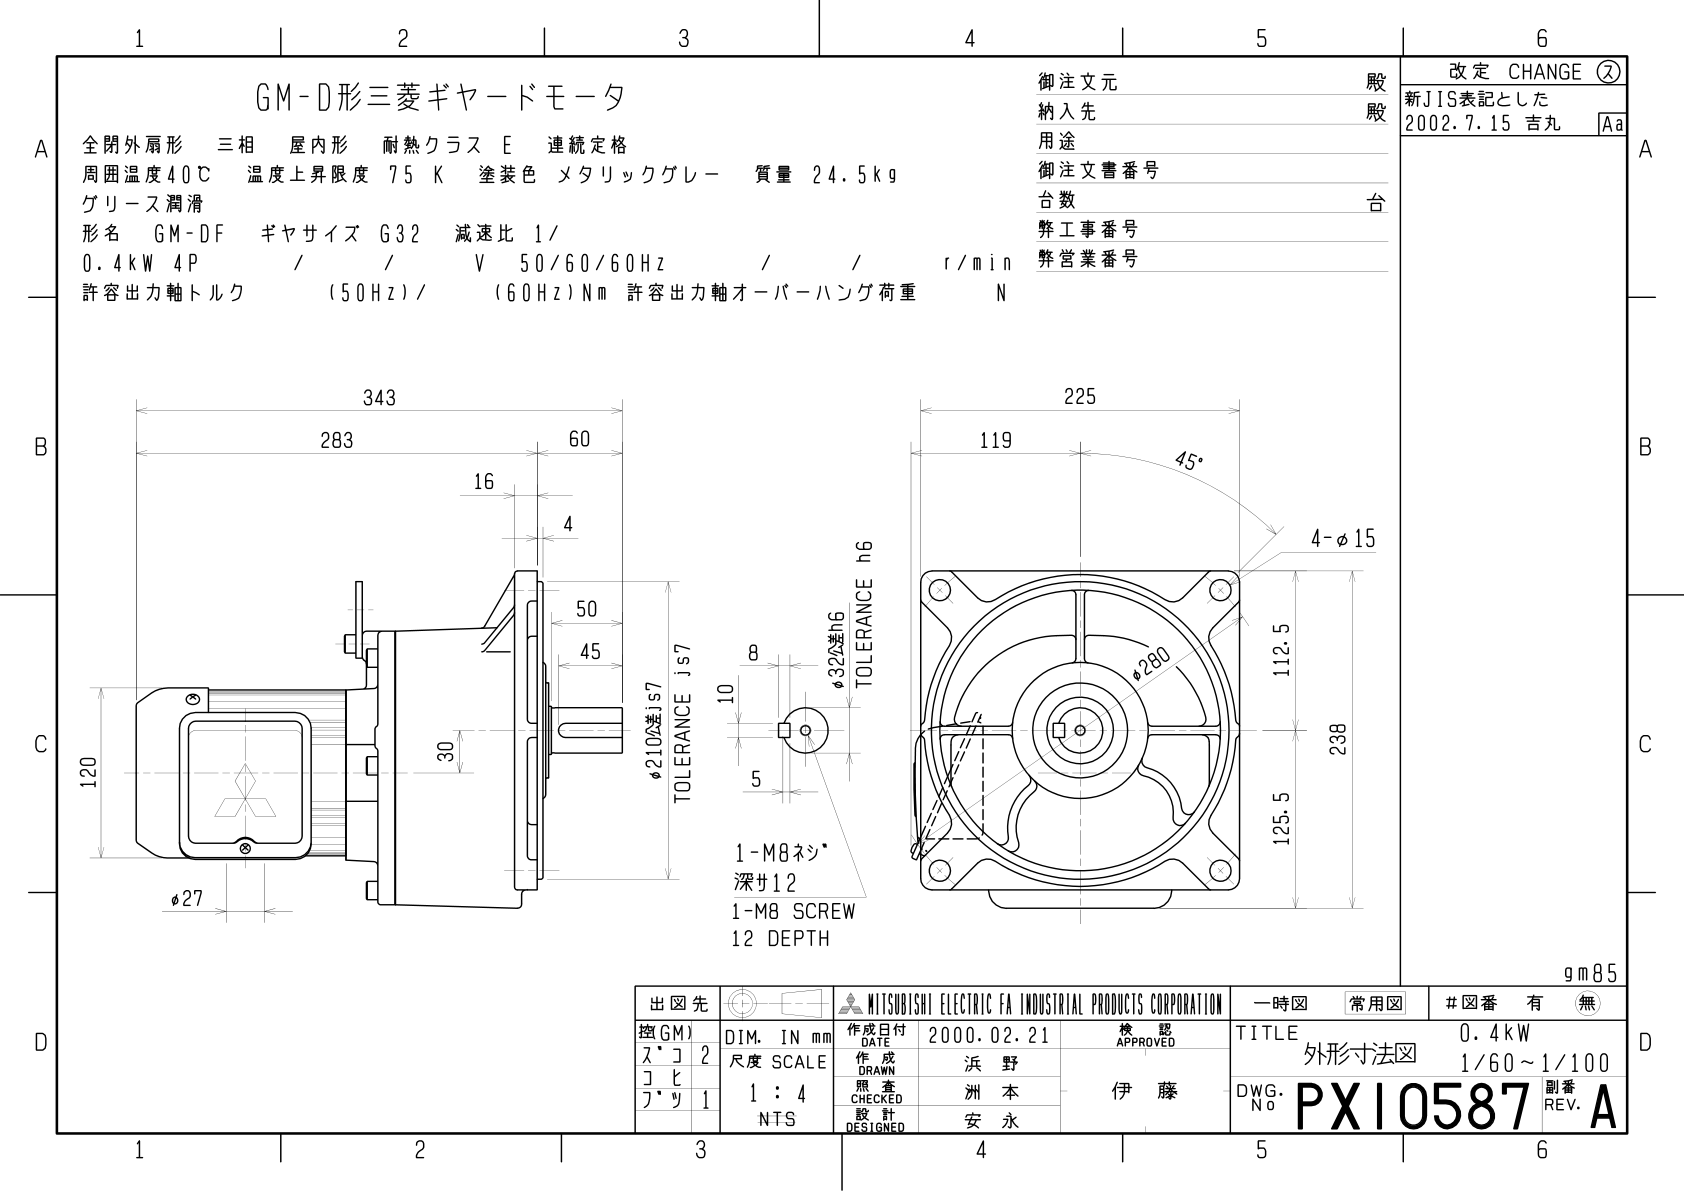 1 2 3 4 5 6
GM-D形三菱ギヤードモータ
全閉外扇形 三相 屋内形 耐熱クラス E 連続定格
周囲温度40℃ 温度上昇限度 75 K 塗装色 メタリックグレー 質量 24.5kg
グリース潤滑
形名 GM-DF ギヤサイズ G32 減速比 1/
0.4kW 4P / / V 50/60/60Hz / / r/min
許容出力軸トルク (50Hz)/ (60Hz)Nm 許容出力軸オーバーハング荷重 N
御注文元 殿
納入先 殿
用途
御注文書番号
台数 台
弊工事番号
弊営業番号
改定 CHANGE ス
新JIS表記とした
2002.7.15 吉丸 Aa
A A
B B
C C
D D
343
283 60
16
4
50
45
30
120
φ27
φ210公差js7
TOLERANCE js7
8
10
5
φ32公差h6
TOLERANCE h6
1-M8ネジ
深サ12
1-M8 SCREW
12 DEPTH
225
119
45°
4-φ15
φ280
112.5
238
125.5
gm85
出図先
控(GM)
ズコ 2
コヒ
ブツ 1
DIM. IN mm
尺度 SCALE
1 : 4
NTS
MITSUBISHI ELECTRIC FA INDUSTRIAL PRODUCTS CORPORATION
作成日付 DATE 2000.02.21
作成 DRAWN 浜野
照査 CHECKED 洲本
設計 DESIGNED 安永
検認 APPROVED
伊藤
一時図 常用図 #図番 有 無
TITLE 0.4kW
外形寸法図 1/60~1/100
DWG. No PX10587 副番 REV. A
1 2 3 4 5 6